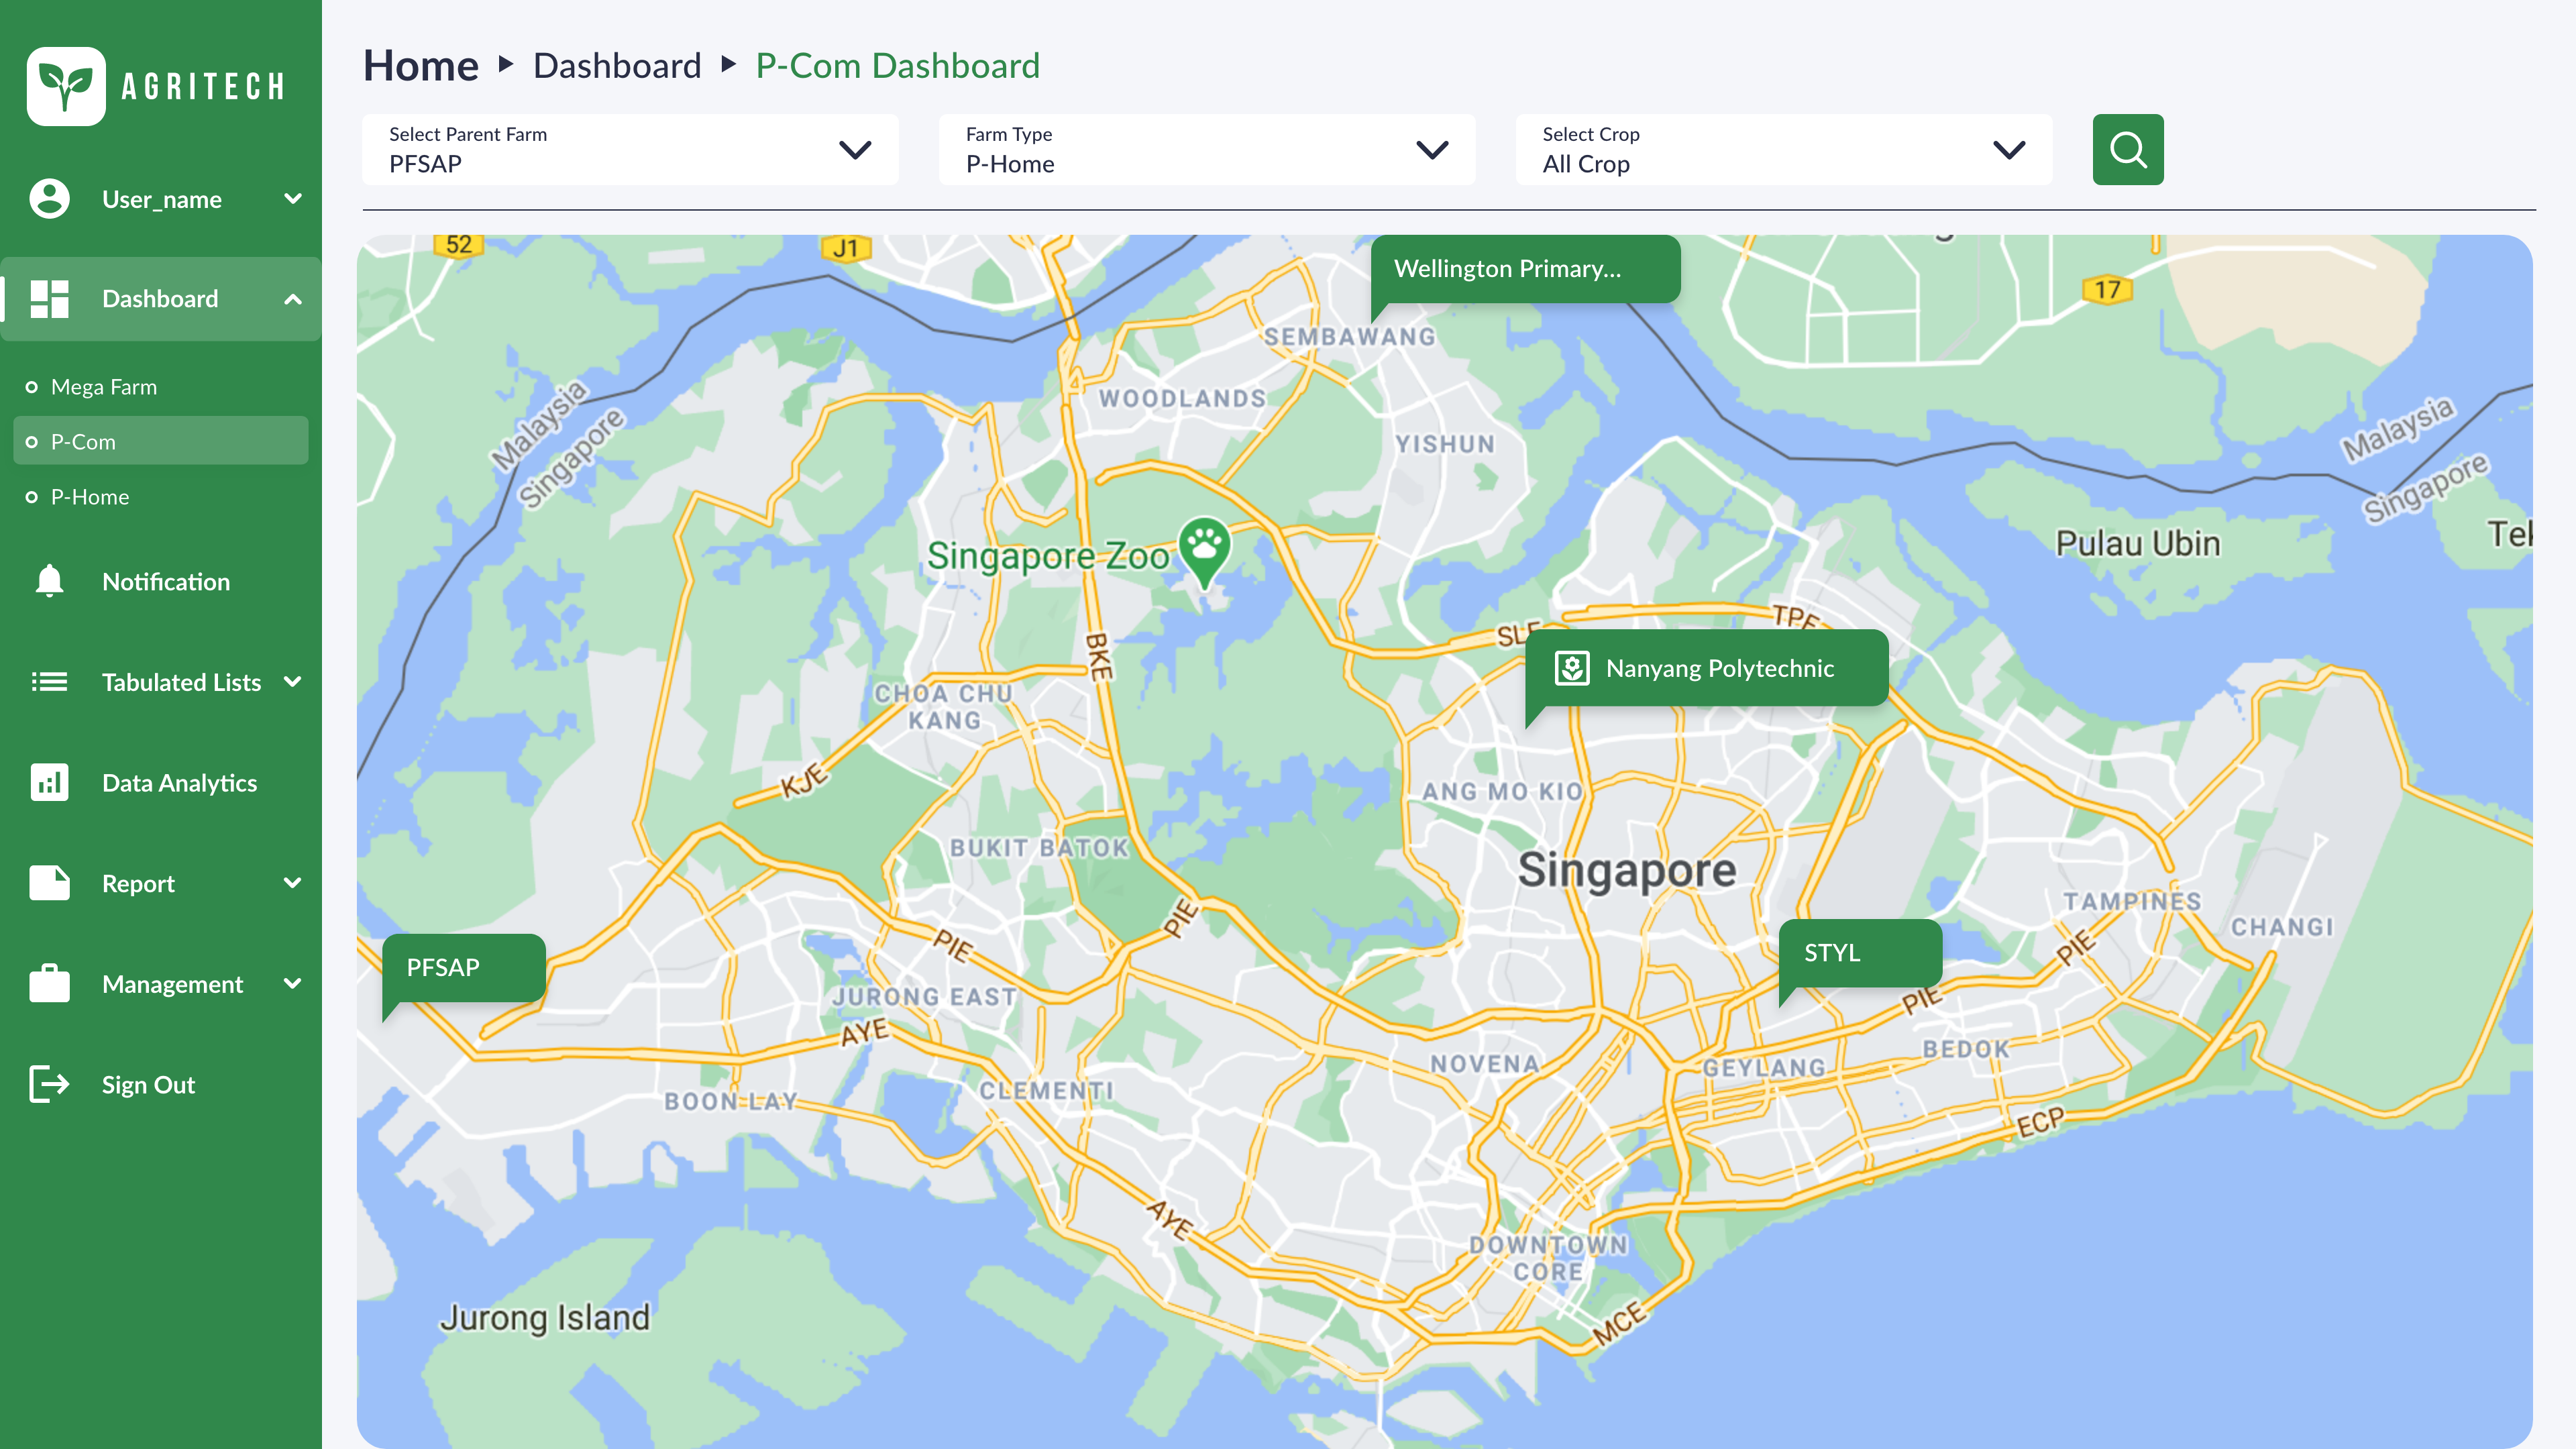 AGRITECH
User_name
Dashboard
Mega Farm
P-Com
P-Home
Notification
Tabulated Lists
Data Analytics
Report
Management
Sign Out
Home ▶ Dashboard ▶ P-Com Dashboard
Select Parent Farm
PFSAP
Farm Type
P-Home
Select Crop
All Crop
52
J1
Wellington Primary...
17
SEMBAWANG
WOODLANDS
YISHUN
Malaysia
Singapore
Malaysia
Singapore
Singapore Zoo
Pulau Ubin
BKE
SLE
TPE
Nanyang Polytechnic
CHOA CHU
KANG
KJE
ANG MO KIO
BUKIT BATOK
Singapore
PIE
PIE
TAMPINES
CHANGI
PIE
PFSAP
STYL
PIE
JURONG EAST
AYE
NOVENA
GEYLANG
BEDOK
BOON LAY
CLEMENTI
ECP
AYE
DOWNTOWN
CORE
Jurong Island
MCE